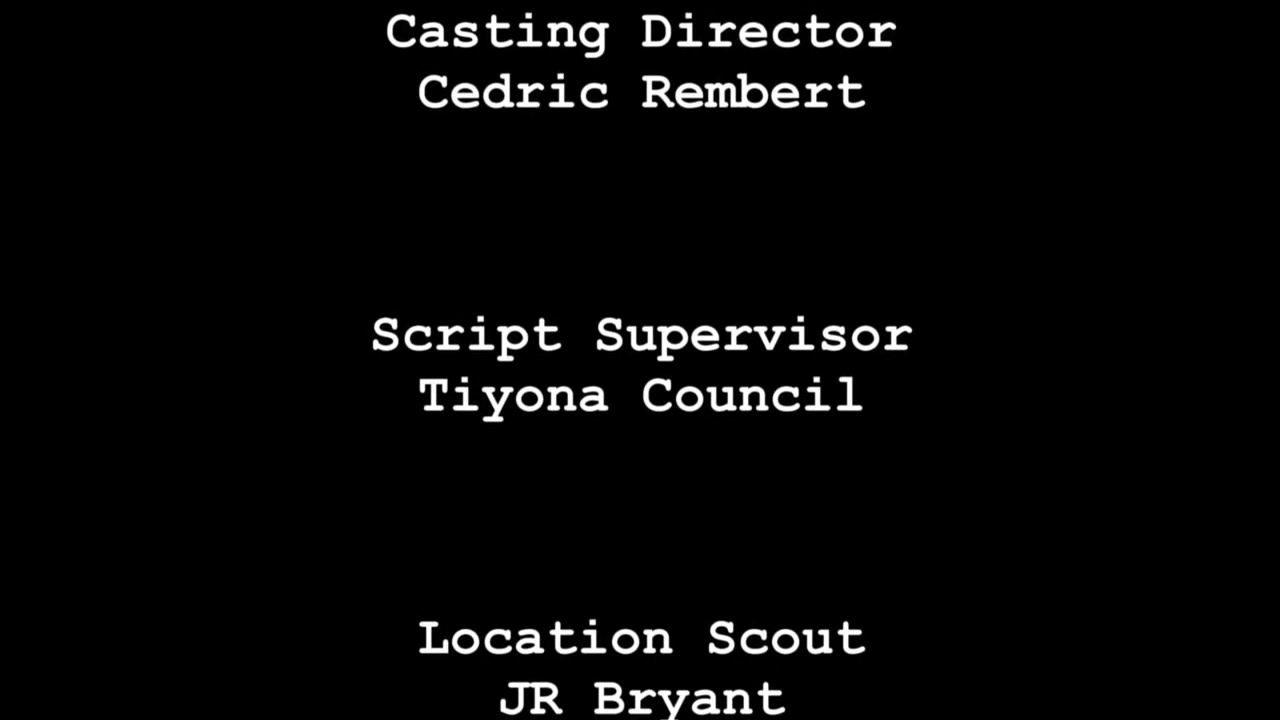 Casting Director
Cedric Rembert
Script Supervisor
Tiyona Council
Location Scout
JR Bryant